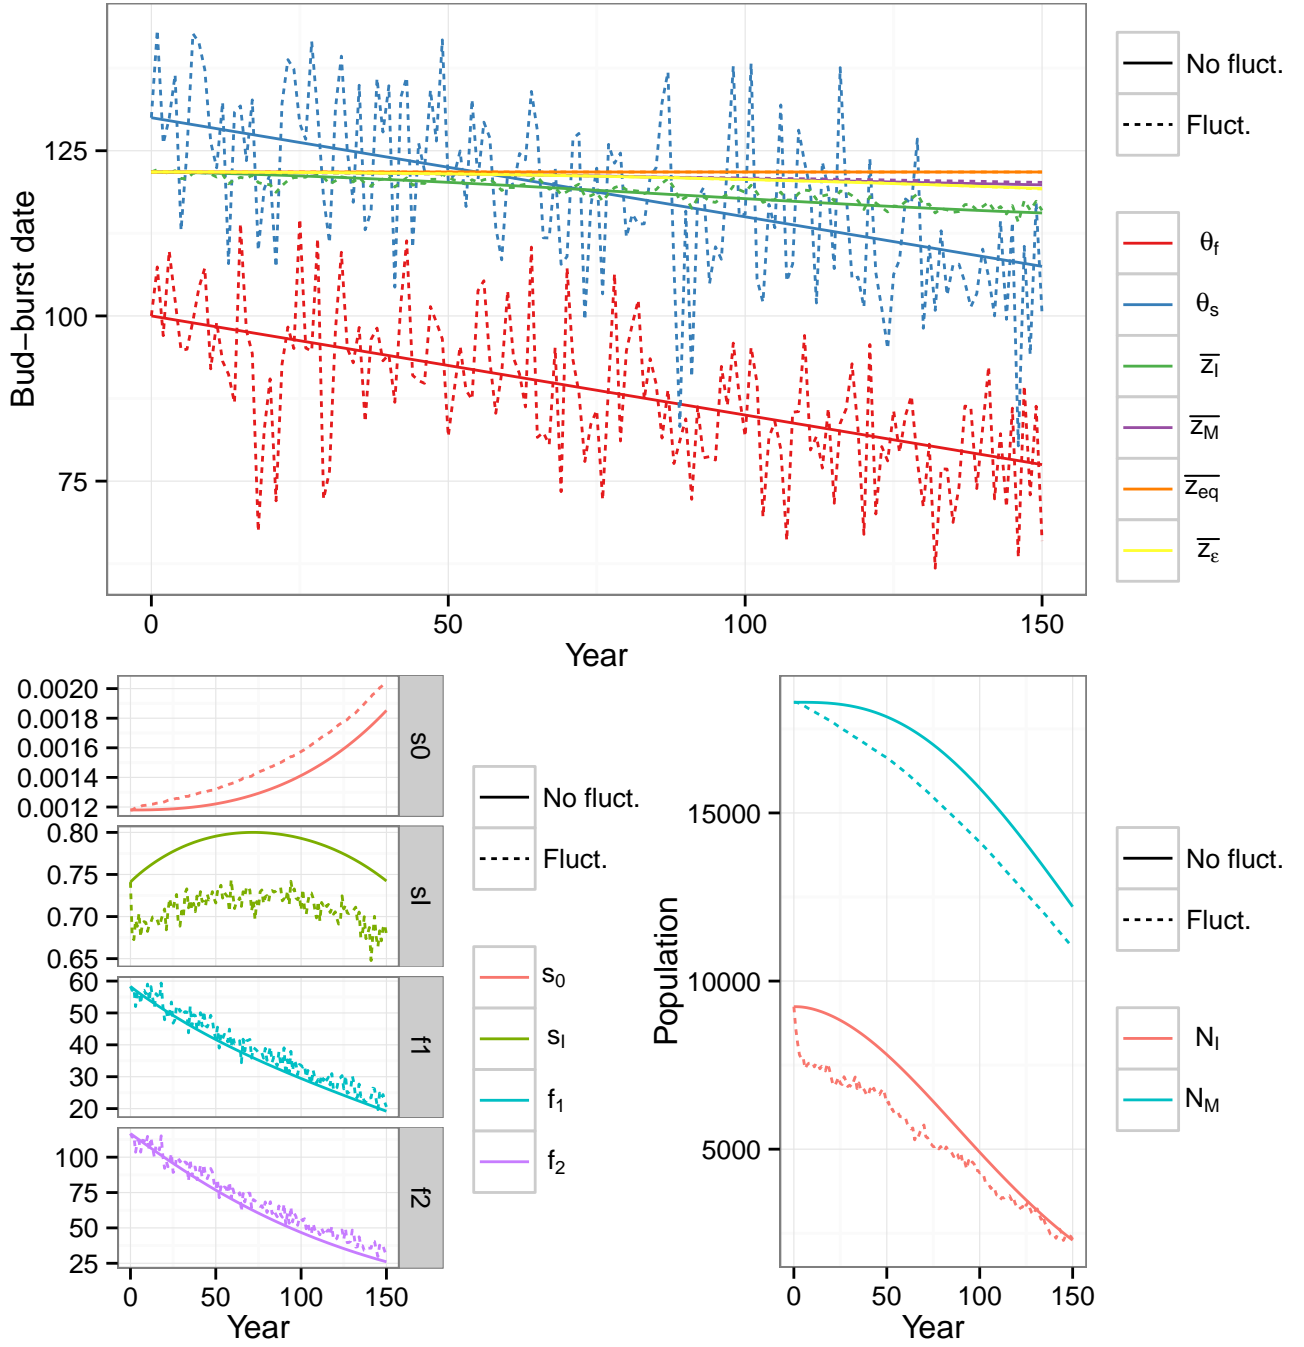 Bud−burst date
125
100
75
0
50
100
150
Year
No fluct.
Fluct.
θf
θs
zI
zM
zeq
zε
0.0020
0.0018
0.0016
0.0014
0.0012
s0
0.80
0.75
0.70
0.65
sI
60
50
40
30
20
f1
100
75
50
25
f2
0
50
100
150
Year
No fluct.
Fluct.
s0
sI
f1
f2
Population
15000
10000
5000
0
50
100
150
Year
No fluct.
Fluct.
NI
NM